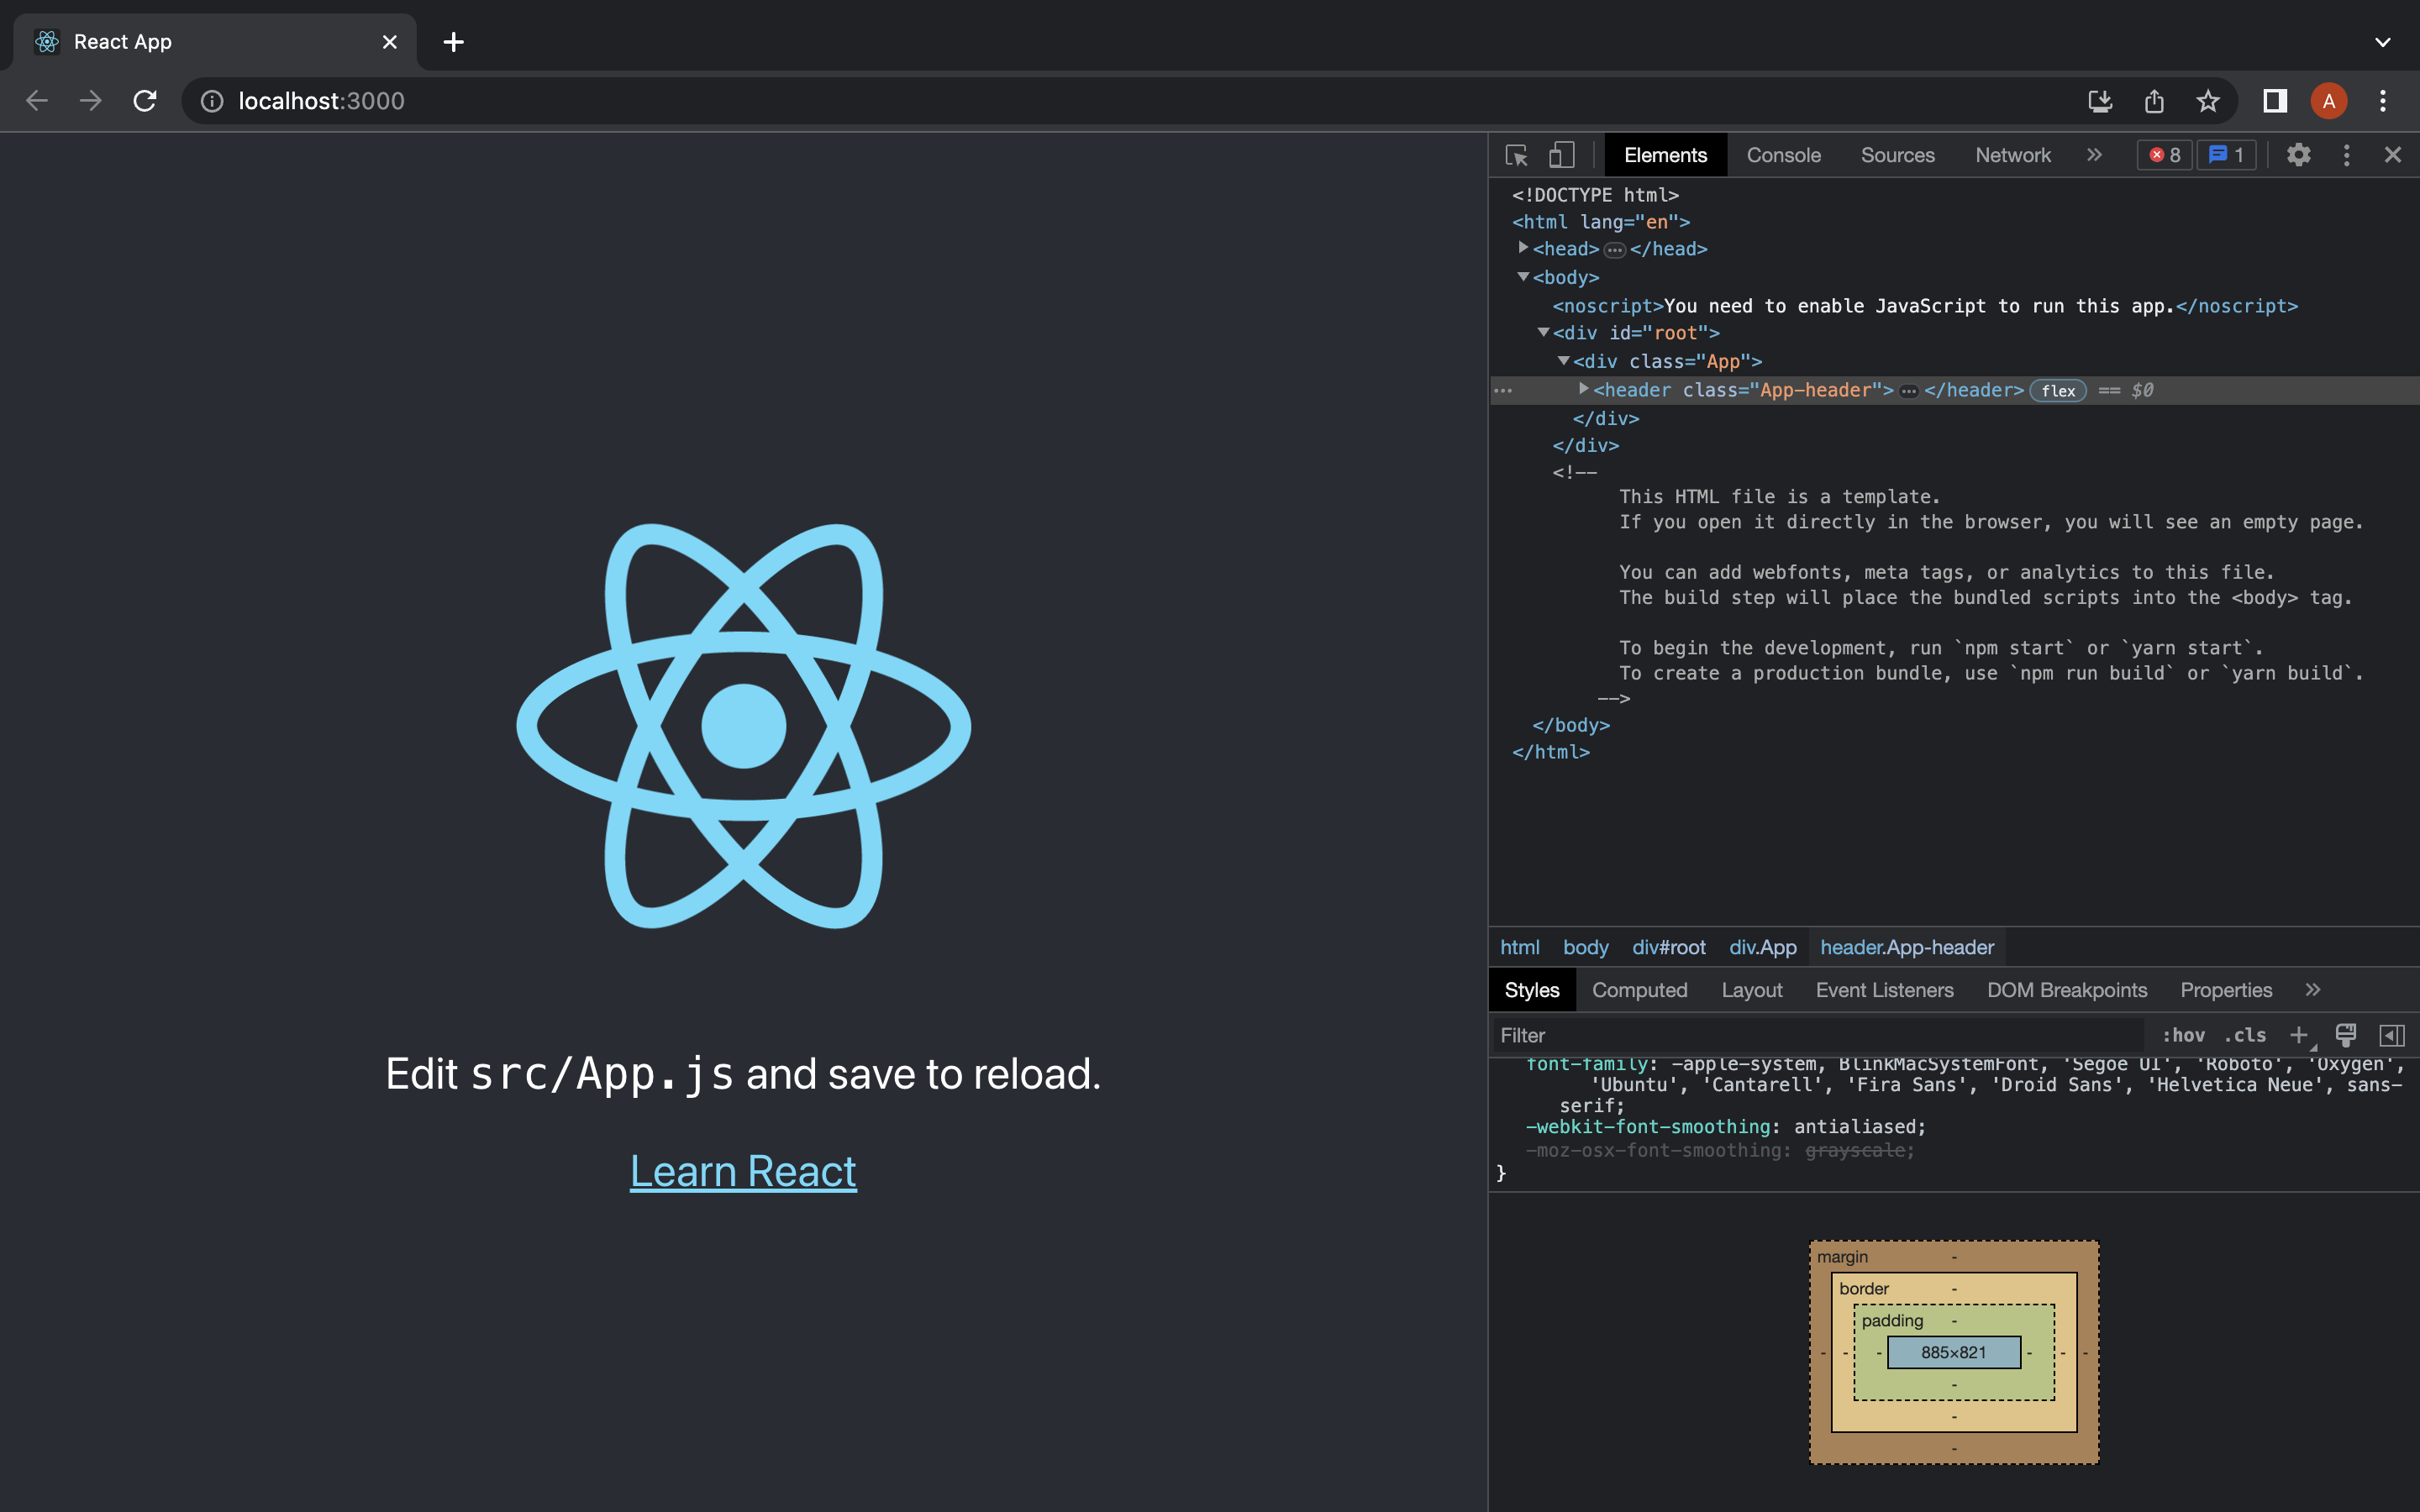 React App
localhost:3000
A
Edit src/App.js and save to reload.
Learn React
Elements Console Sources Network 8 1
<!DOCTYPE html>
<html lang="en">
<head>…</head>
<body>
<noscript>You need to enable JavaScript to run this app.</noscript>
<div id="root">
<div class="App">
<header class="App-header">…</header> flex == $0
</div>
</div>
<!--
This HTML file is a template.
If you open it directly in the browser, you will see an empty page.
You can add webfonts, meta tags, or analytics to this file.
The build step will place the bundled scripts into the <body> tag.
To begin the development, run `npm start` or `yarn start`.
To create a production bundle, use `npm run build` or `yarn build`.
-->
</body>
</html>
html body div#root div.App header.App-header
Styles Computed Layout Event Listeners DOM Breakpoints Properties
Filter :hov .cls
font-family: -apple-system, BlinkMacSystemFont, 'Segoe UI', 'Roboto', 'Oxygen',
'Ubuntu', 'Cantarell', 'Fira Sans', 'Droid Sans', 'Helvetica Neue', sans-
serif;
-webkit-font-smoothing: antialiased;
-moz-osx-font-smoothing: grayscale;
}
margin -
border -
padding -
- - - 885×821 - - -
-
-
-